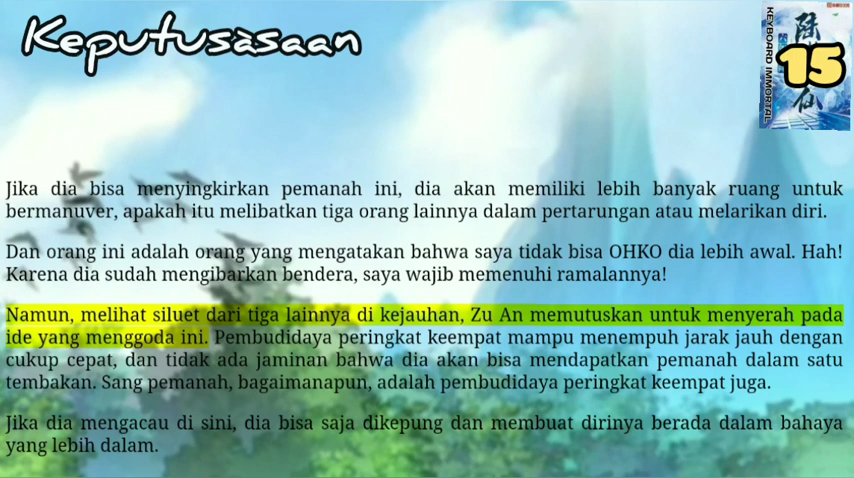 Keputusàsaan
KEYBOARD IMMORTAL
15
Jika dia bisa menyingkirkan pemanah ini, dia akan memiliki lebih banyak ruang untuk
bermanuver, apakah itu melibatkan tiga orang lainnya dalam pertarungan atau melarikan diri.
Dan orang ini adalah orang yang mengatakan bahwa saya tidak bisa OHKO dia lebih awal. Hah!
Karena dia sudah mengibarkan bendera, saya wajib memenuhi ramalannya!
Namun, melihat siluet dari tiga lainnya di kejauhan, Zu An memutuskan untuk menyerah pada
ide yang menggoda ini. Pembudidaya peringkat keempat mampu menempuh jarak jauh dengan
cukup cepat, dan tidak ada jaminan bahwa dia akan bisa mendapatkan pemanah dalam satu
tembakan. Sang pemanah, bagaimanapun, adalah pembudidaya peringkat keempat juga.
Jika dia mengacau di sini, dia bisa saja dikepung dan membuat dirinya berada dalam bahaya
yang lebih dalam.